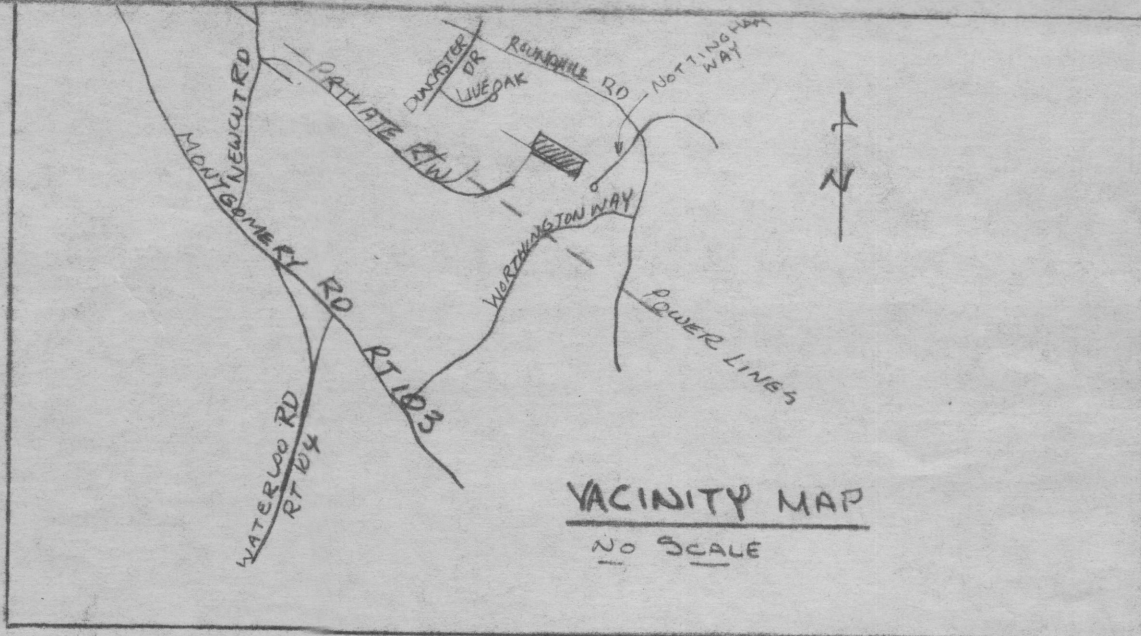 DUNCASTER
DR
LIVE OAK
ROUNDHILL RD
NOTTINGHAM
WAY
NEWCUT RD
PRIVATE R/W
MONTGOMERY RD
RT 103
WORTHINGTON WAY
POWER LINES
N
WATERLOO RD
RT 104
VACINITY MAP
NO SCALE